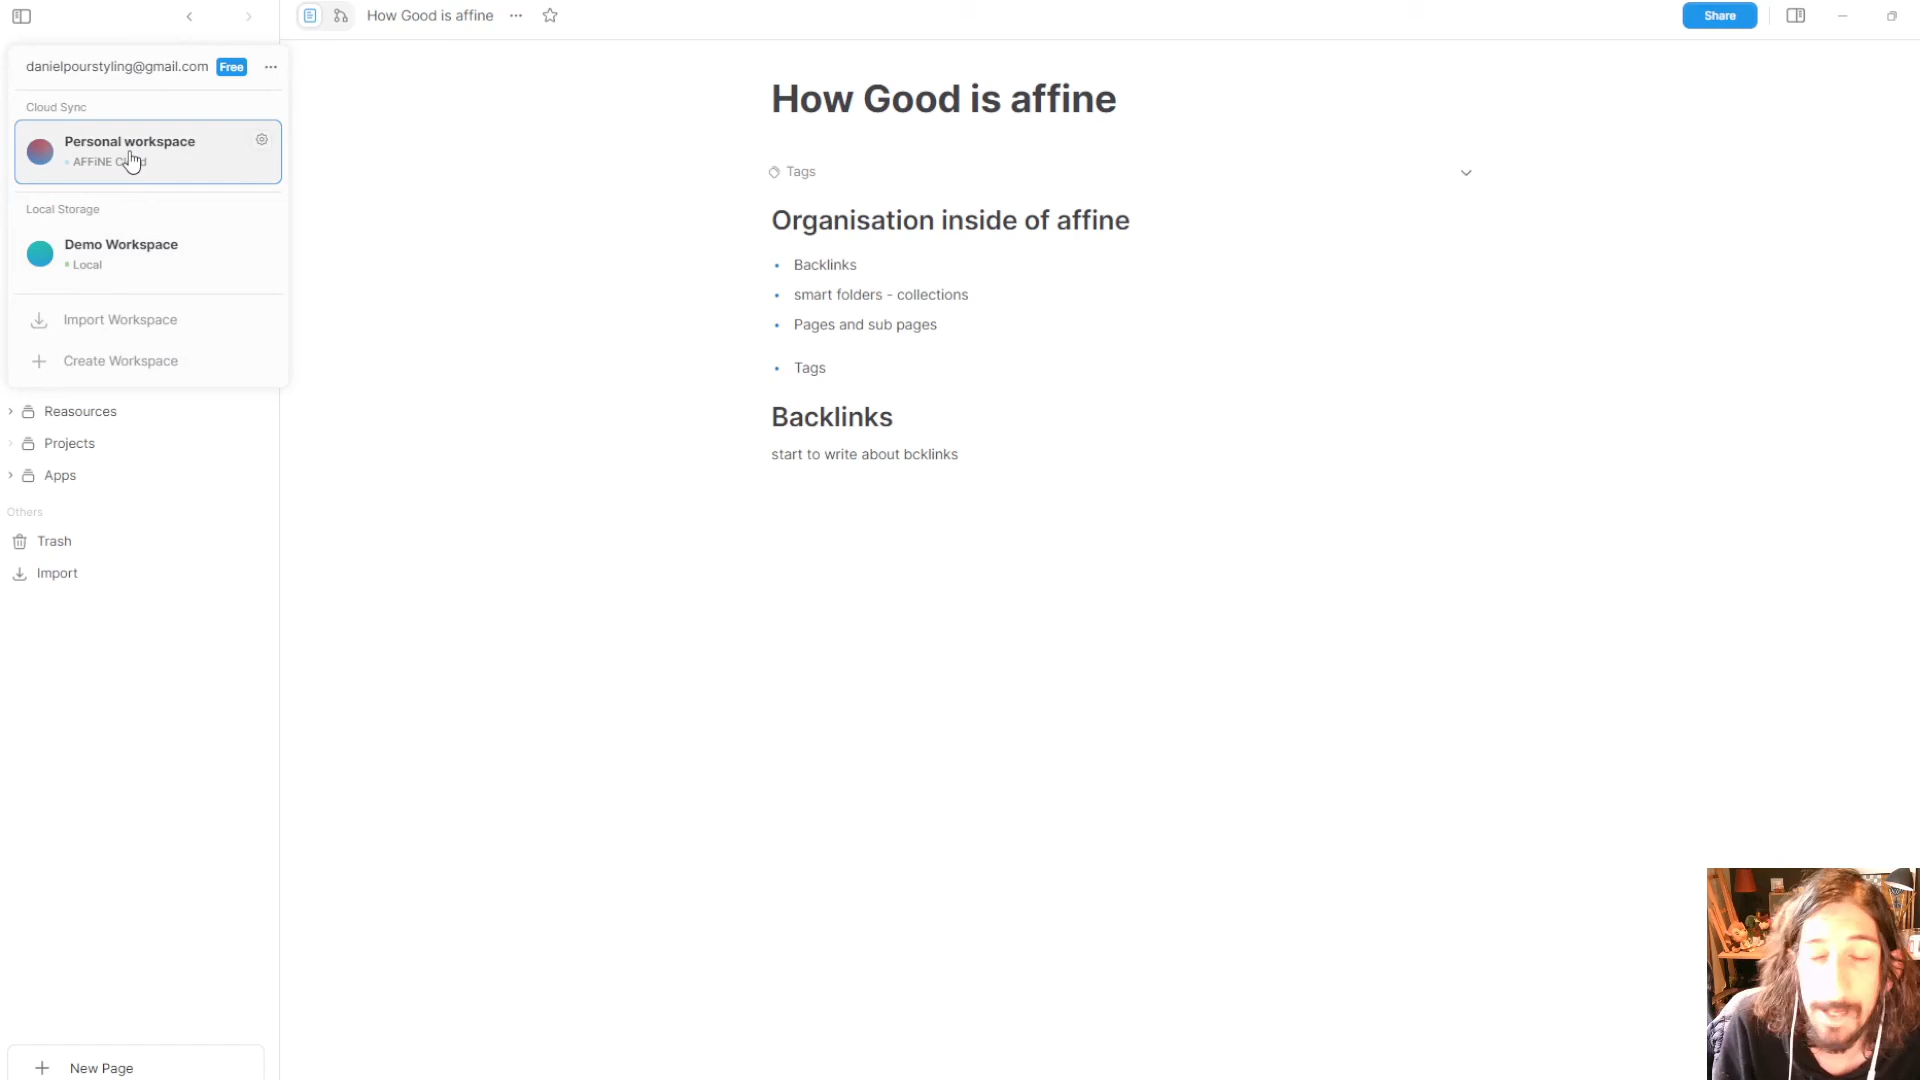 How Good is affine
Share
danielpourstyling@gmail.com Free
Cloud Sync
Personal workspace
AFFiNE
Local Storage
Demo Workspace
Local
Import Workspace
Create Workspace
Reasources
Projects
Apps
Others
Trash
Import
New Page
How Good is affine
Tags
Organisation inside of affine
• Backlinks
• smart folders - collections
• Pages and sub pages
• Tags
Backlinks
start to write about bcklinks